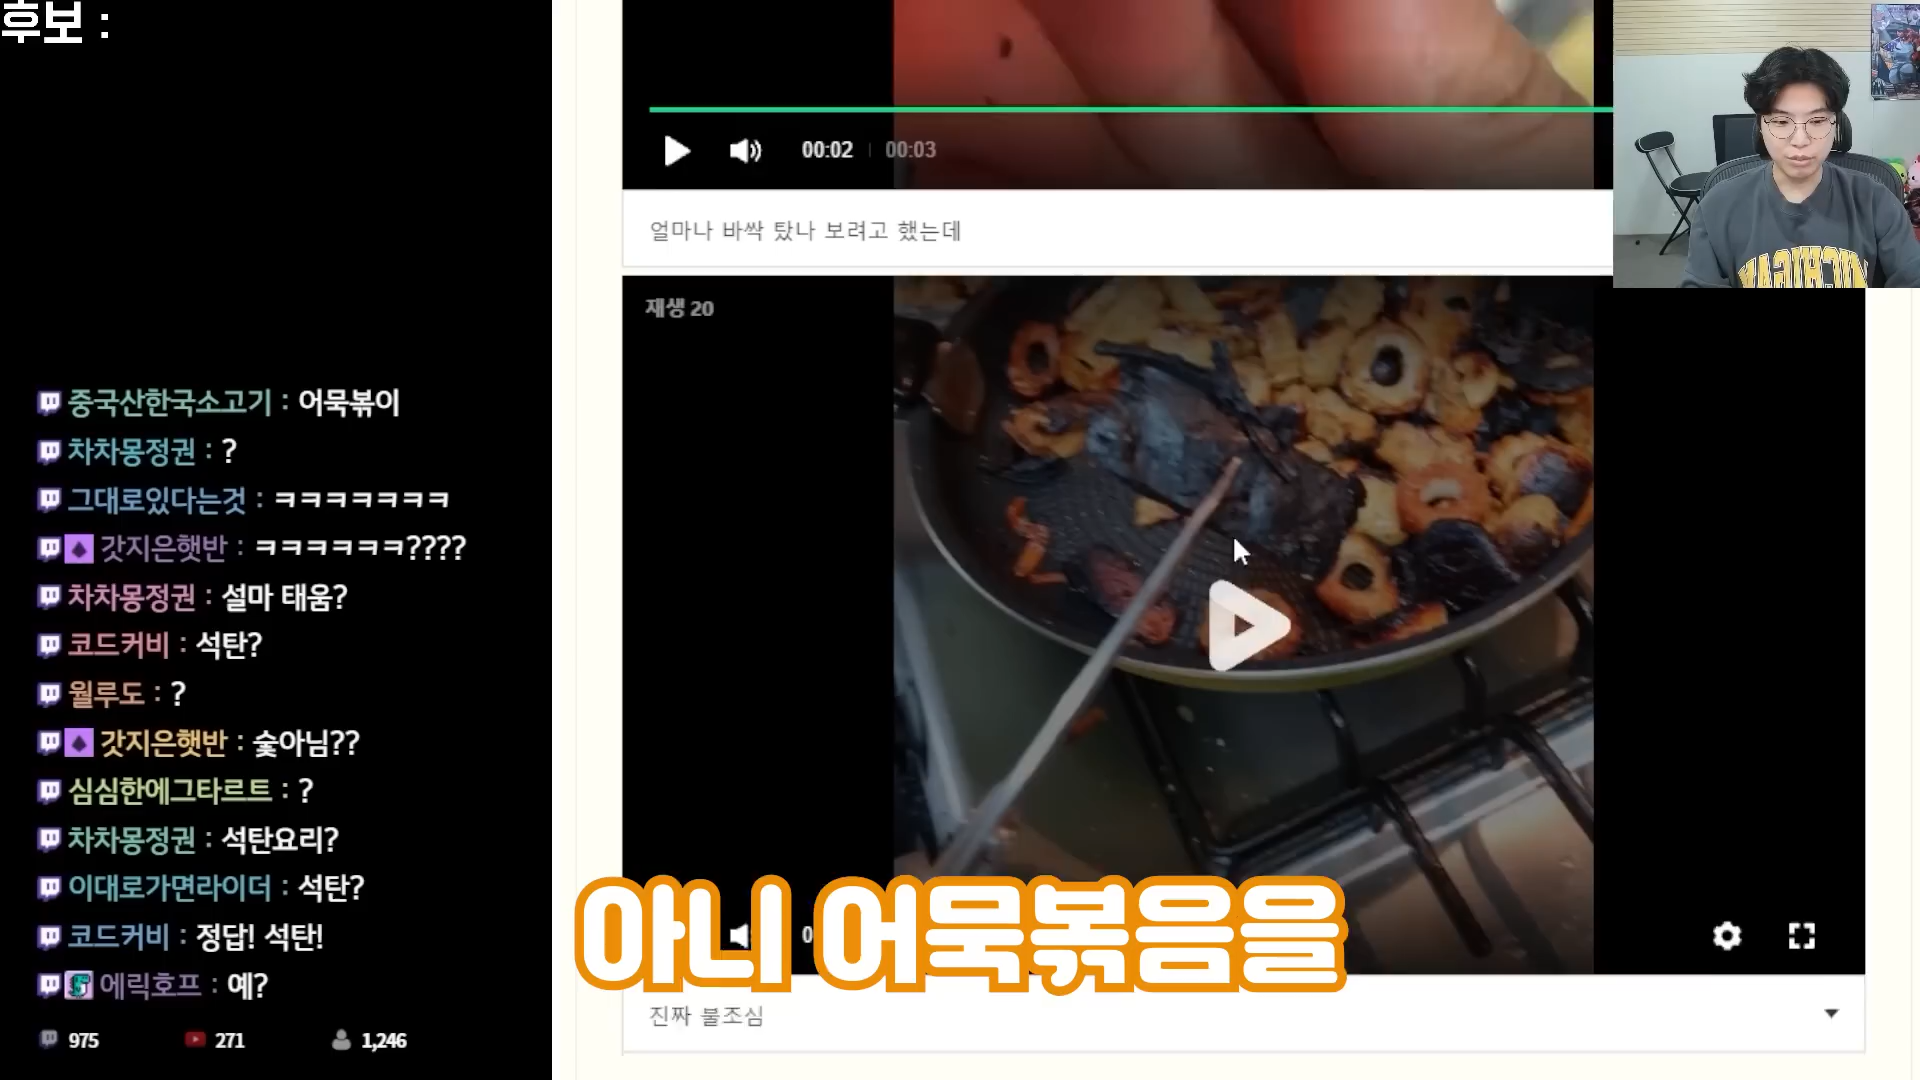 후보 :
중국산한국소고기 : 어묵볶이
차차몽정권 : ?
그대로있다는것 : ㅋㅋㅋㅋㅋㅋㅋ
갓지은햇반 : ㅋㅋㅋㅋㅋㅋ????
차차몽정권 : 설마 태움?
코드커비 : 석탄?
월루도 : ?
갓지은햇반 : 숯아님??
심심한에그타르트 : ?
차차몽정권 : 석탄요리?
이대로가면라이더 : 석탄?
코드커비 : 정답! 석탄!
에릭호프 : 예?
975 271 1,246
00:02 | 00:03
얼마나 바싹 탔나 보려고 했는데
재생 20
아니 어묵볶음을
진짜 불조심